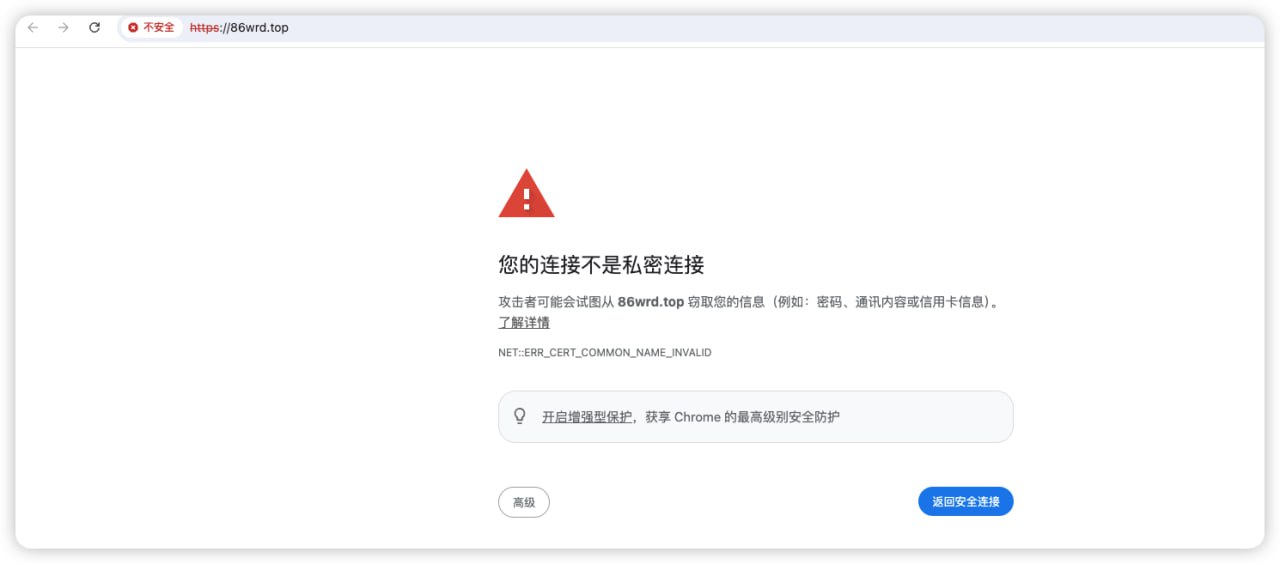 不安全 https://86wrd.top
您的连接不是私密连接
攻击者可能会试图从 86wrd.top 窃取您的信息（例如：密码、通讯内容或信用卡信息）。
了解详情
NET::ERR_CERT_COMMON_NAME_INVALID
开启增强型保护，获享 Chrome 的最高级别安全防护
高级 返回安全连接